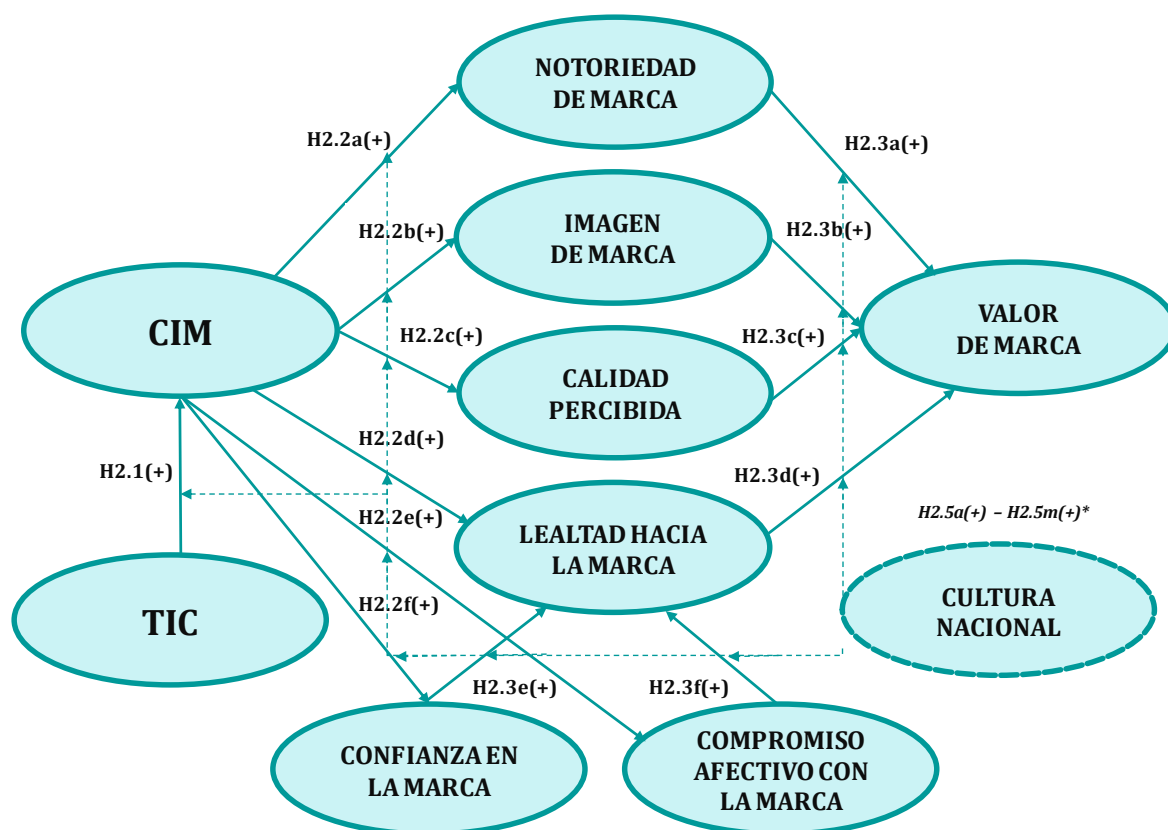 NOTORIEDAD
DE MARCA
H2.2a(+)
H2.3a(+)
IMAGEN
DE MARCA
H2.2b(+)
H2.3b(+)
CIM
VALOR
DE MARCA
H2.2c(+)
H2.3c(+)
CALIDAD
PERCIBIDA
H2.2d(+)
H2.1(+)
H2.3d(+)
H2.2e(+)
LEALTAD HACIA
LA MARCA
H2.5a(+) – H2.5m(+)*
TIC
H2.2f(+)
CULTURA
NACIONAL
H2.3e(+)
H2.3f(+)
CONFIANZA EN
LA MARCA
COMPROMISO
AFECTIVO CON
LA MARCA